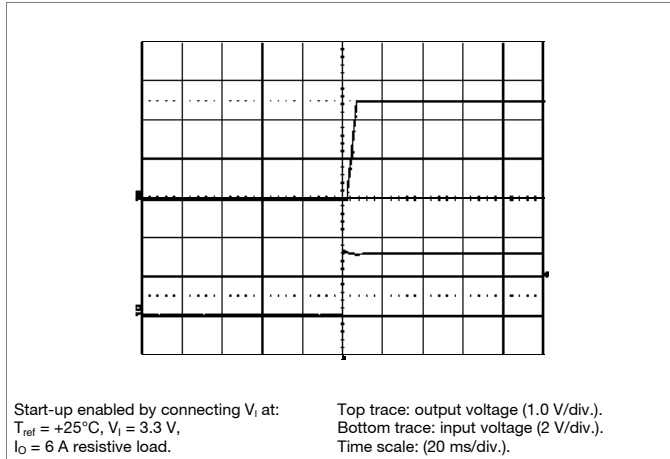 Start-up enabled by connecting V_I at:
T_ref = +25°C, V_I = 3.3 V,
I_O = 6 A resistive load.
Top trace: output voltage (1.0 V/div.).
Bottom trace: input voltage (2 V/div.).
Time scale: (20 ms/div.).